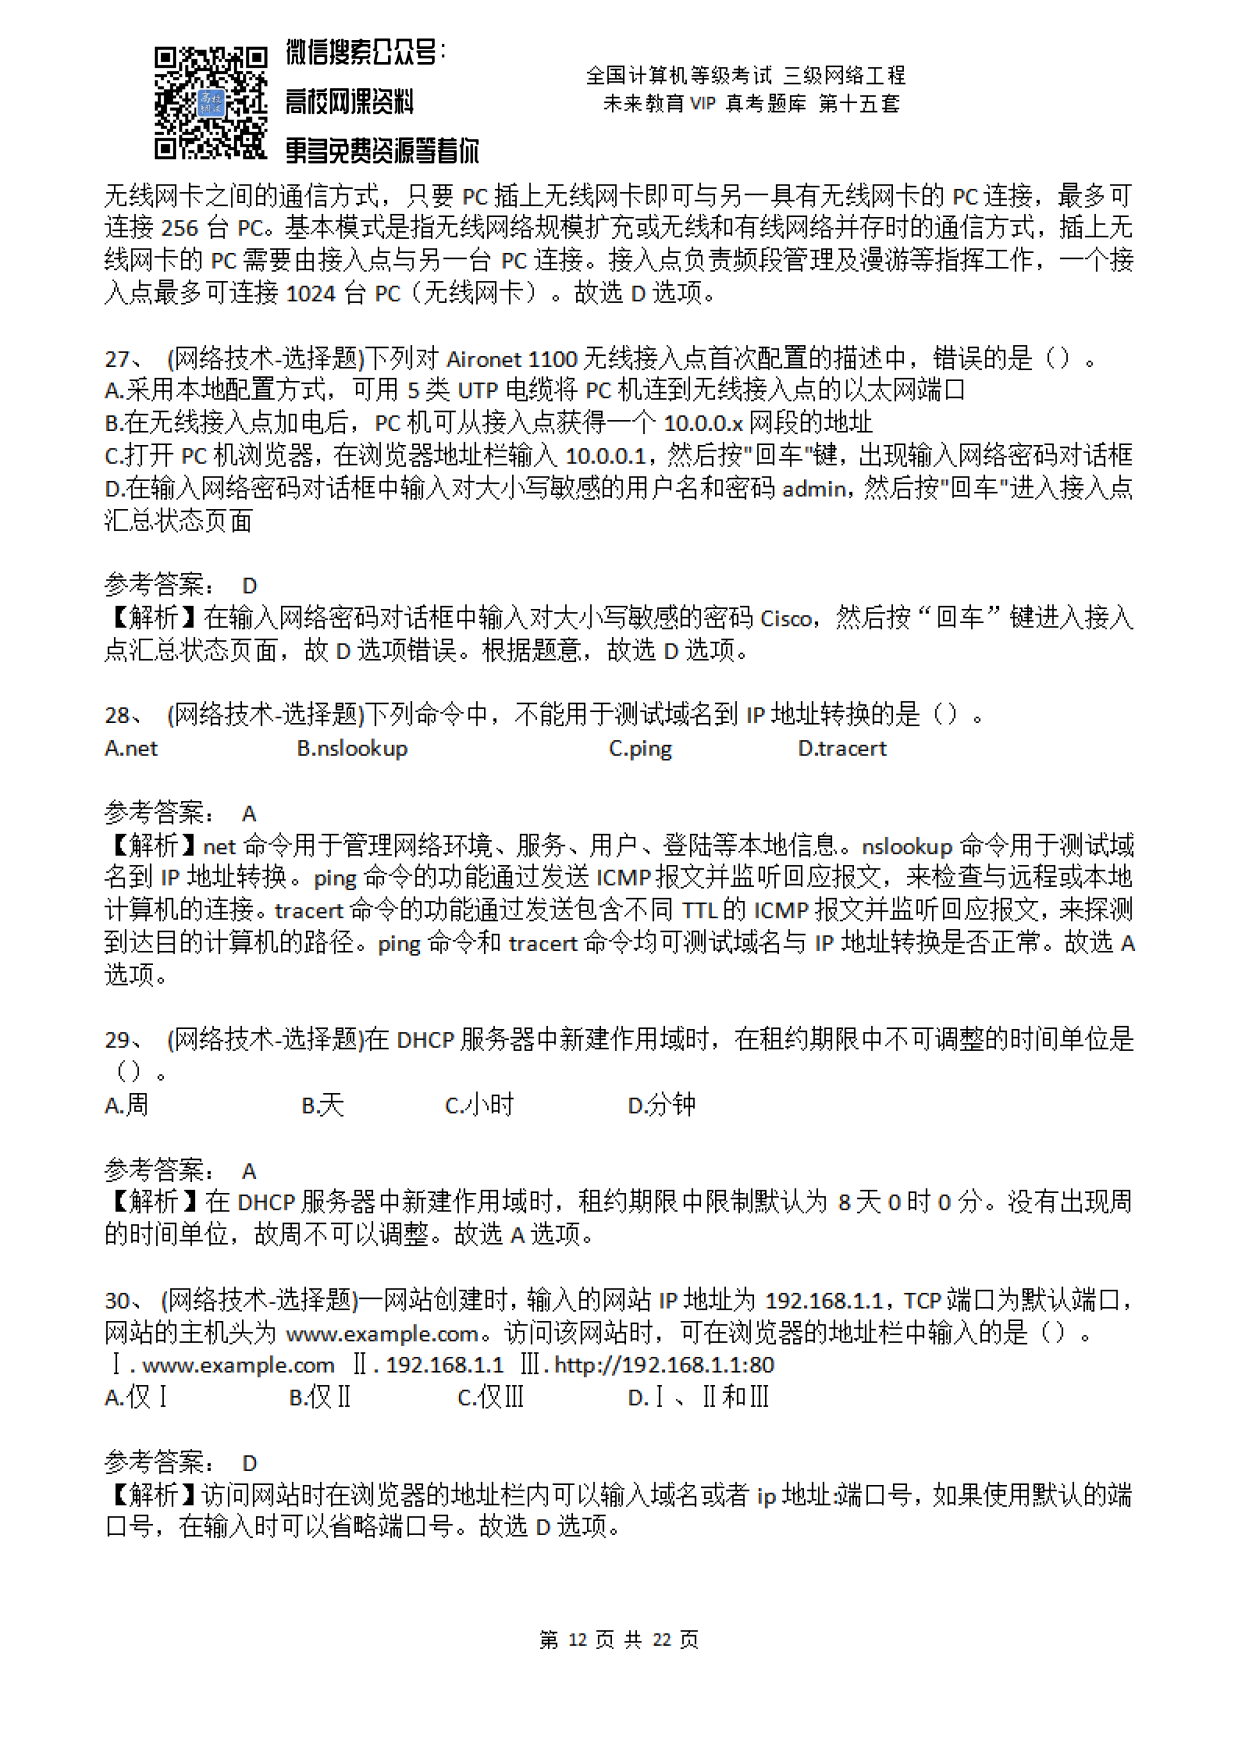 微信搜索公众号：
高校网课资料
更多免费资源等着你
全国计算机等级考试 三级网络工程
未来教育 VIP 真考题库 第十五套
无线网卡之间的通信方式，只要 PC 插上无线网卡即可与另一具有无线网卡的 PC 连接，最多可
连接 256 台 PC。基本模式是指无线网络规模扩充或无线和有线网络并存时的通信方式，插上无
线网卡的 PC 需要由接入点与另一台 PC 连接。接入点负责频段管理及漫游等指挥工作，一个接
入点最多可连接 1024 台 PC（无线网卡）。故选 D 选项。
27、 (网络技术-选择题)下列对 Aironet 1100 无线接入点首次配置的描述中，错误的是（）。
A.采用本地配置方式，可用 5 类 UTP 电缆将 PC 机连到无线接入点的以太网端口
B.在无线接入点加电后，PC 机可从接入点获得一个 10.0.0.x 网段的地址
C.打开 PC 机浏览器，在浏览器地址栏输入 10.0.0.1，然后按"回车"键，出现输入网络密码对话框
D.在输入网络密码对话框中输入对大小写敏感的用户名和密码 admin，然后按"回车"进入接入点
汇总状态页面
参考答案： D
【解析】在输入网络密码对话框中输入对大小写敏感的密码 Cisco，然后按“回车”键进入接入
点汇总状态页面，故 D 选项错误。根据题意，故选 D 选项。
28、 (网络技术-选择题)下列命令中，不能用于测试域名到 IP 地址转换的是（）。
A.net B.nslookup C.ping D.tracert
参考答案： A
【解析】net 命令用于管理网络环境、服务、用户、登陆等本地信息。nslookup 命令用于测试域
名到 IP 地址转换。ping 命令的功能通过发送 ICMP 报文并监听回应报文，来检查与远程或本地
计算机的连接。tracert 命令的功能通过发送包含不同 TTL 的 ICMP 报文并监听回应报文，来探测
到达目的计算机的路径。ping 命令和 tracert 命令均可测试域名与 IP 地址转换是否正常。故选 A
选项。
29、 (网络技术-选择题)在 DHCP 服务器中新建作用域时，在租约期限中不可调整的时间单位是
（）。
A.周 B.天 C.小时 D.分钟
参考答案： A
【解析】在 DHCP 服务器中新建作用域时，租约期限中限制默认为 8 天 0 时 0 分。没有出现周
的时间单位，故周不可以调整。故选 A 选项。
30、 (网络技术-选择题)一网站创建时，输入的网站 IP 地址为 192.168.1.1，TCP 端口为默认端口，
网站的主机头为 www.example.com。访问该网站时，可在浏览器的地址栏中输入的是（）。
Ⅰ. www.example.com Ⅱ. 192.168.1.1 Ⅲ. http://192.168.1.1:80
A.仅Ⅰ B.仅Ⅱ C.仅Ⅲ D.Ⅰ、Ⅱ和Ⅲ
参考答案： D
【解析】访问网站时在浏览器的地址栏内可以输入域名或者 ip 地址:端口号，如果使用默认的端
口号，在输入时可以省略端口号。故选 D 选项。
第 12 页 共 22 页